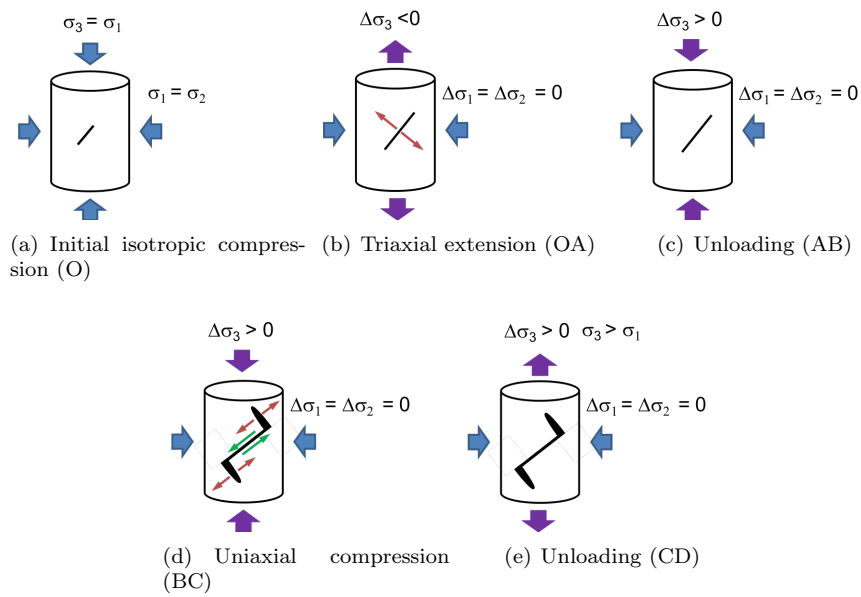 σ3 = σ1
σ1 = σ2
(a) Initial isotropic compres-
sion (O)
Δσ3 <0
Δσ1 = Δσ2 = 0
(b) Triaxial extension (OA)
Δσ3 > 0
Δσ1 = Δσ2 = 0
(c) Unloading (AB)
Δσ3 > 0
Δσ1 = Δσ2 = 0
(d) Uniaxial compression
(BC)
Δσ3 > 0 σ3 > σ1
Δσ1 = Δσ2 = 0
(e) Unloading (CD)